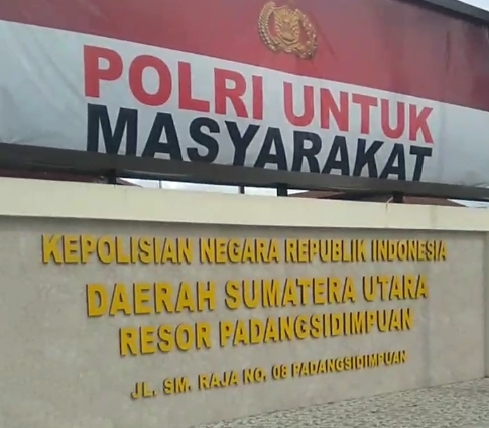 POLRI UNTUK
MASYARAKAT
KEPOLISIAN NEGARA REPUBLIK INDONESIA
DAERAH SUMATERA UTARA
RESOR PADANGSIDIMPUAN
JL. SM. RAJA NO. 08 PADANGSIDIMPUAN